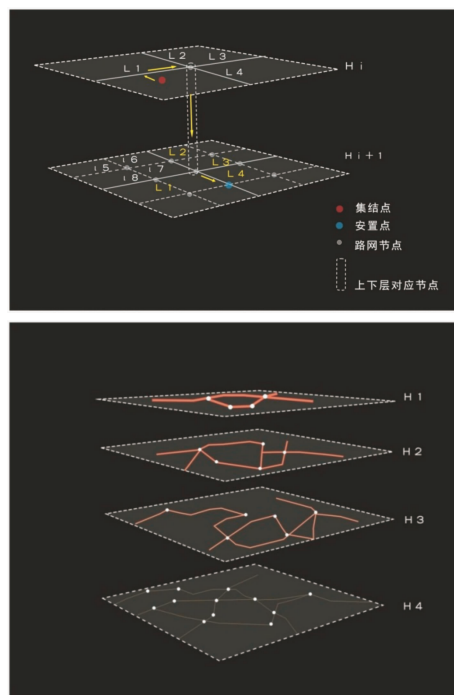 L 2
L 3
L 1
L 4
H i
L 2
i 6
i 5
i 7
L 3
i 8
L 1
L 4
H i + 1
集结点
安置点
路网节点
上下层对应节点
H 1
H 2
H 3
H 4